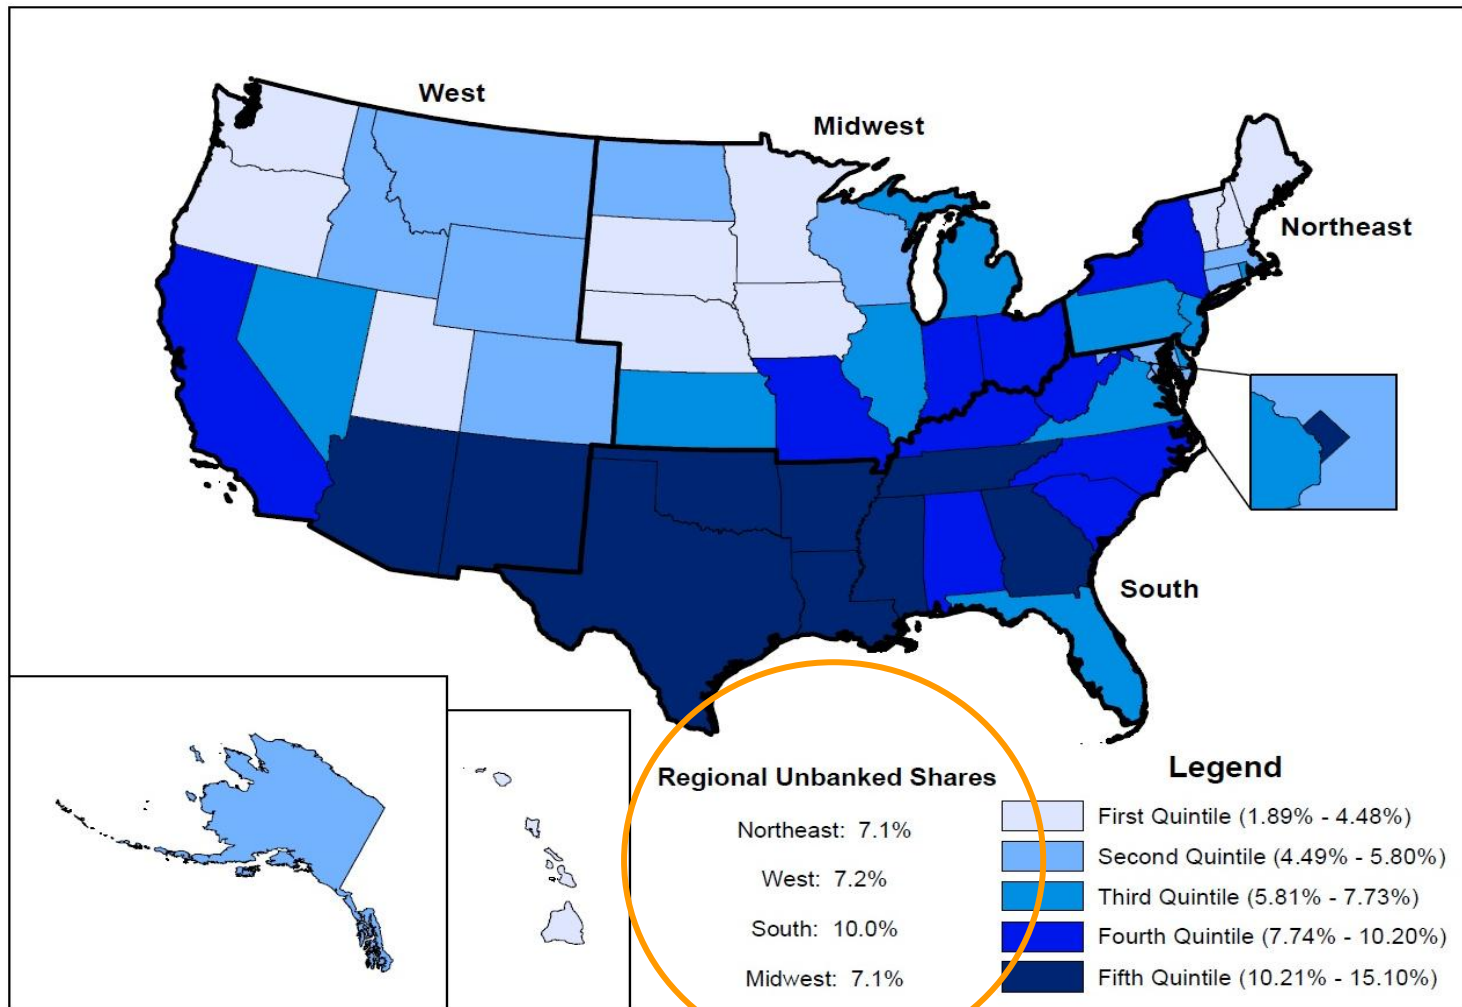 West
Midwest
Northeast
South
Regional Unbanked Shares
Northeast: 7.1%
West: 7.2%
South: 10.0%
Midwest: 7.1%
Legend
First Quintile (1.89% - 4.48%)
Second Quintile (4.49% - 5.80%)
Third Quintile (5.81% - 7.73%)
Fourth Quintile (7.74% - 10.20%)
Fifth Quintile (10.21% - 15.10%)